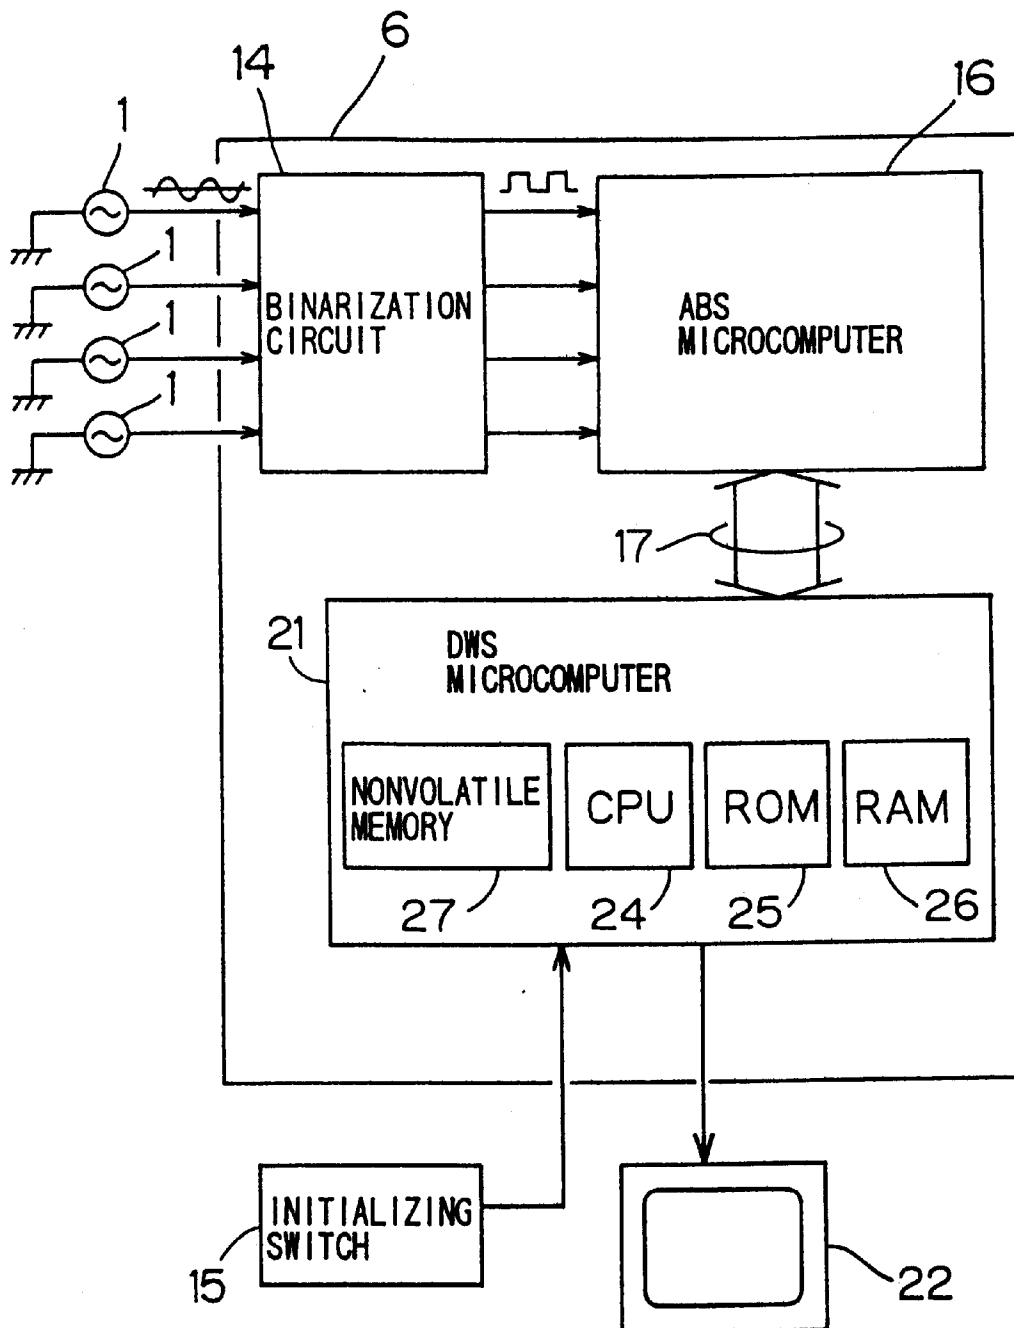 6
14
16
1
1
1
1
BINARIZATION
CIRCUIT
ABS
MICROCOMPUTER
17
21
DWS
MICROCOMPUTER
NONVOLATILE
MEMORY
CPU
ROM
RAM
27
24
25
26
INITIALIZING
SWITCH
15
22